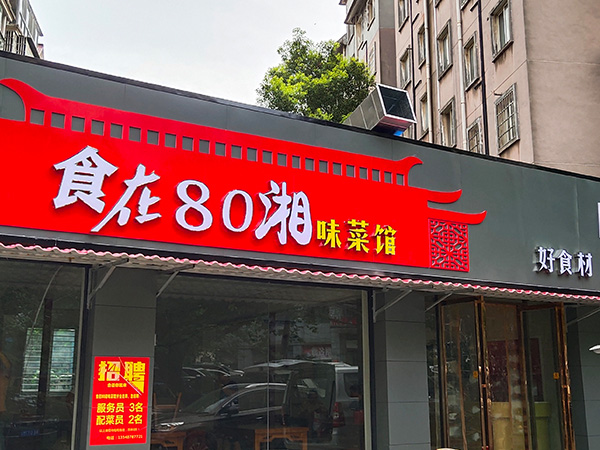 食在80湘味菜馆
好食材
招聘
服务员 3名
配菜员 2名